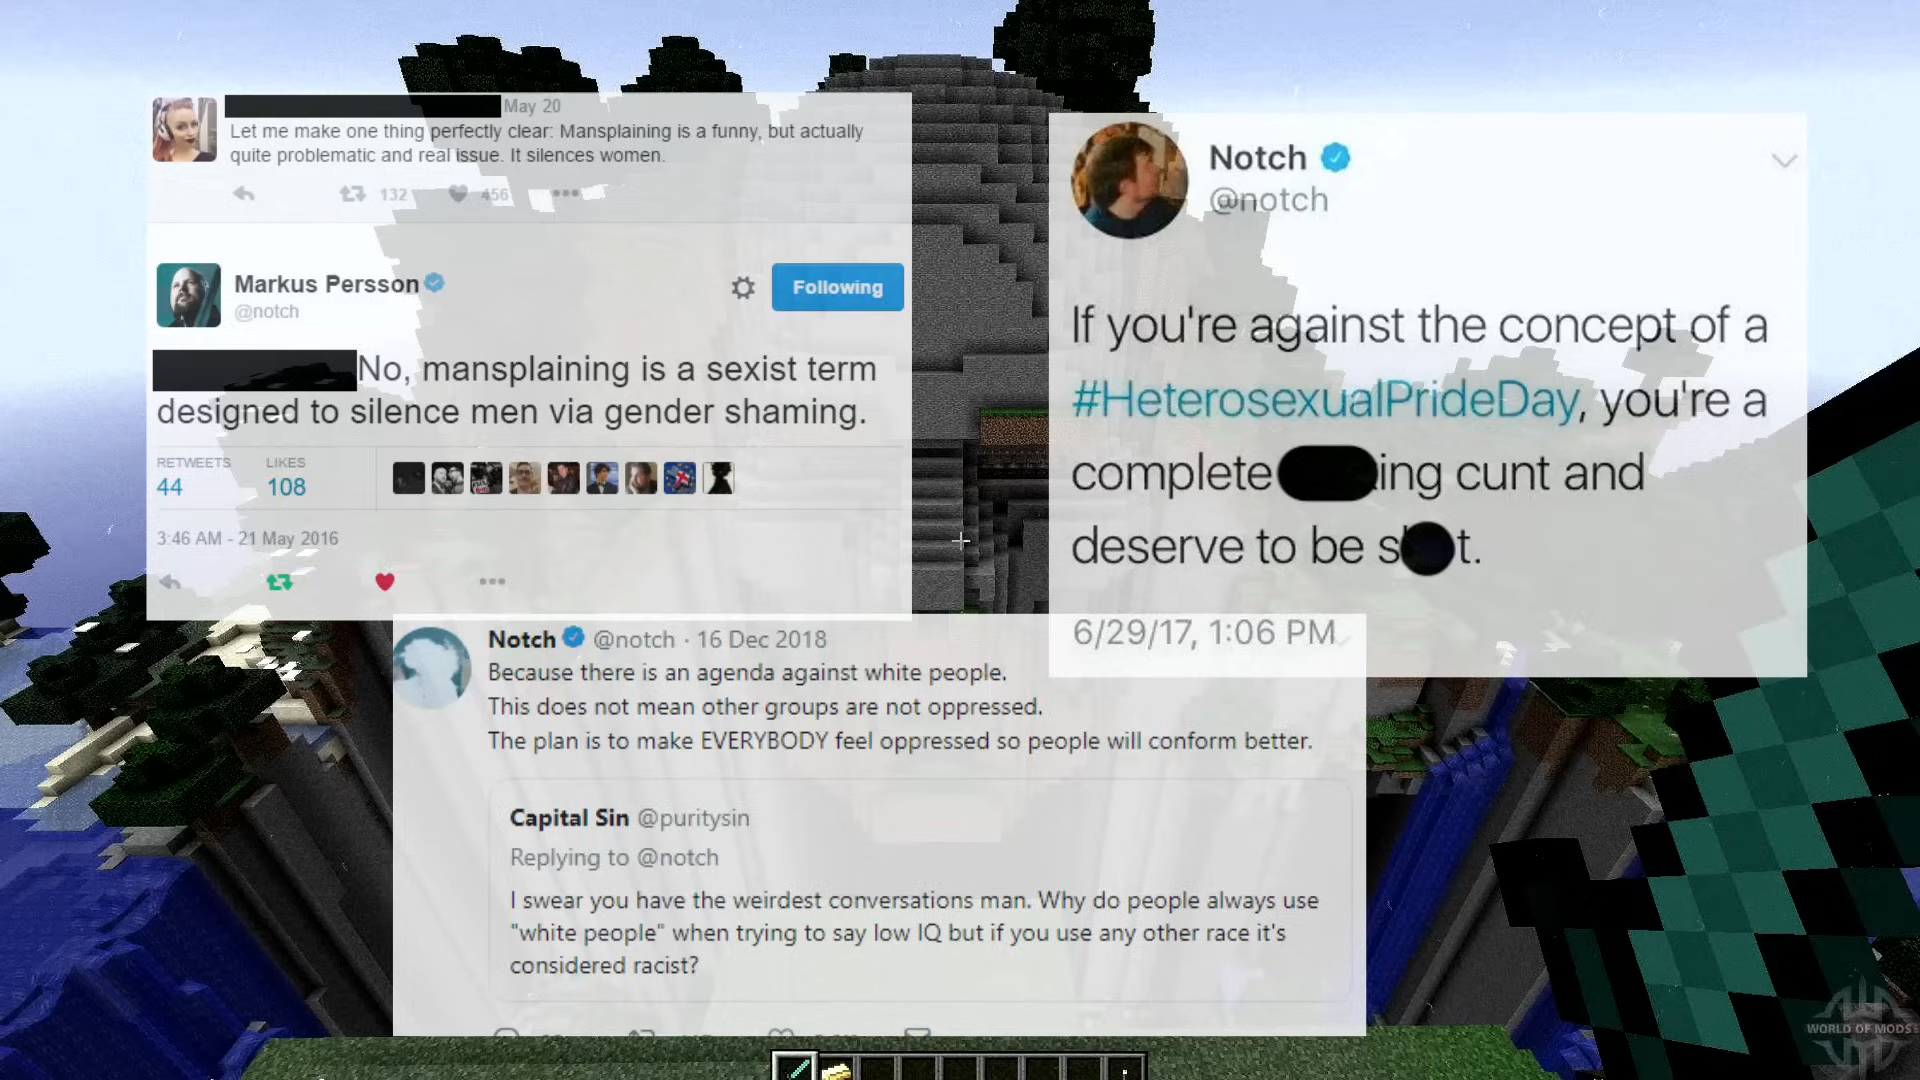 May 20
Let me make one thing perfectly clear: Mansplaining is a funny, but actually
quite problematic and real issue. It silences women.
132 456
Markus Persson
@notch
Following
No, mansplaining is a sexist term
designed to silence men via gender shaming.
RETWEETS LIKES
44 108
3:46 AM - 21 May 2016
Notch
@notch
If you're against the concept of a
#HeterosexualPrideDay, you're a
complete ing cunt and
deserve to be s t.
6/29/17, 1:06 PM
Notch @notch · 16 Dec 2018
Because there is an agenda against white people.
This does not mean other groups are not oppressed.
The plan is to make EVERYBODY feel oppressed so people will conform better.
Capital Sin @puritysin
Replying to @notch
I swear you have the weirdest conversations man. Why do people always use
"white people" when trying to say low IQ but if you use any other race it's
considered racist?
WORLD OF MODS